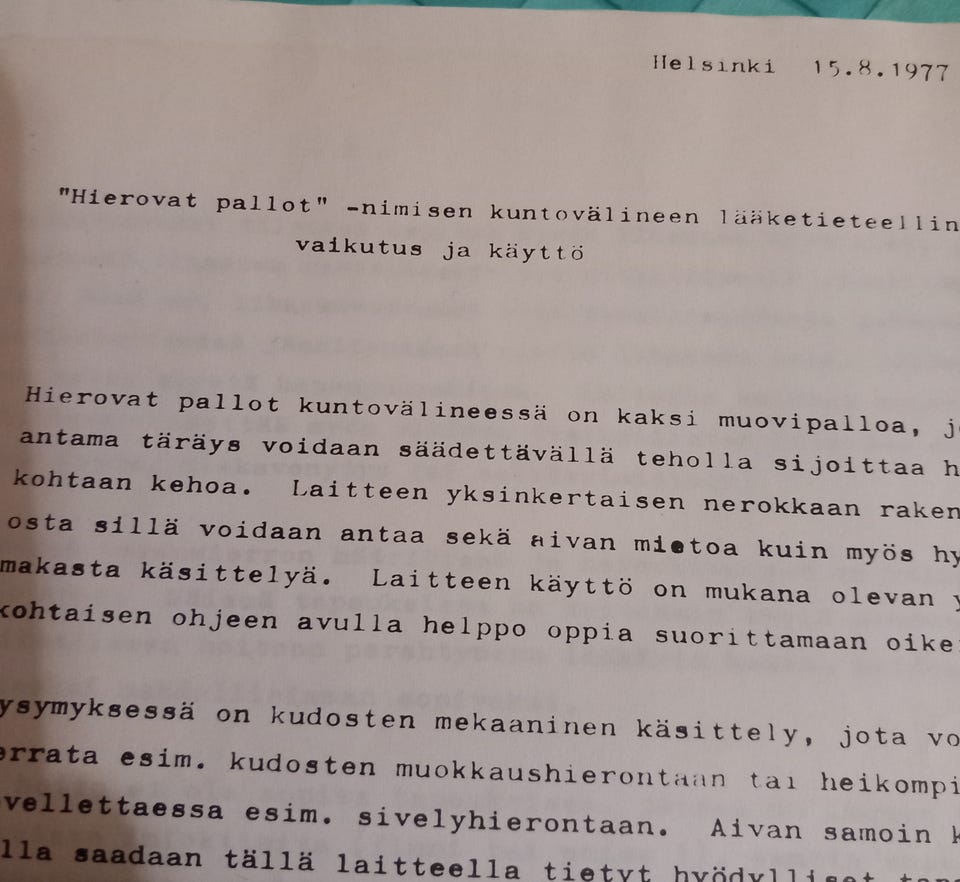 Helsinki 15.8.1977
"Hierovat pallot" -nimisen kuntovälineen lääketieteellin
vaikutus ja käyttö
Hierovat pallot kuntovälineessä on kaksi muovipalloa, j
antama täräys voidaan säädettävällä teholla sijoittaa h
kohtaan kehoa. Laitteen yksinkertaisen nerokkaan raken
osta sillä voidaan antaa sekä aivan mietoa kuin myös hy
makasta käsittelyä. Laitteen käyttö on mukana olevan y
kohtaisen ohjeen avulla helppo oppia suorittamaan oike
ysymyksessä on kudosten mekaaninen käsittely, jota vo
errata esim. kudosten muokkaushierontaan tai heikompi
vellettaessa esim. sivelyhierontaan. Aivan samoin k
lla saadaan tällä laitteella tietyt hyödylliset